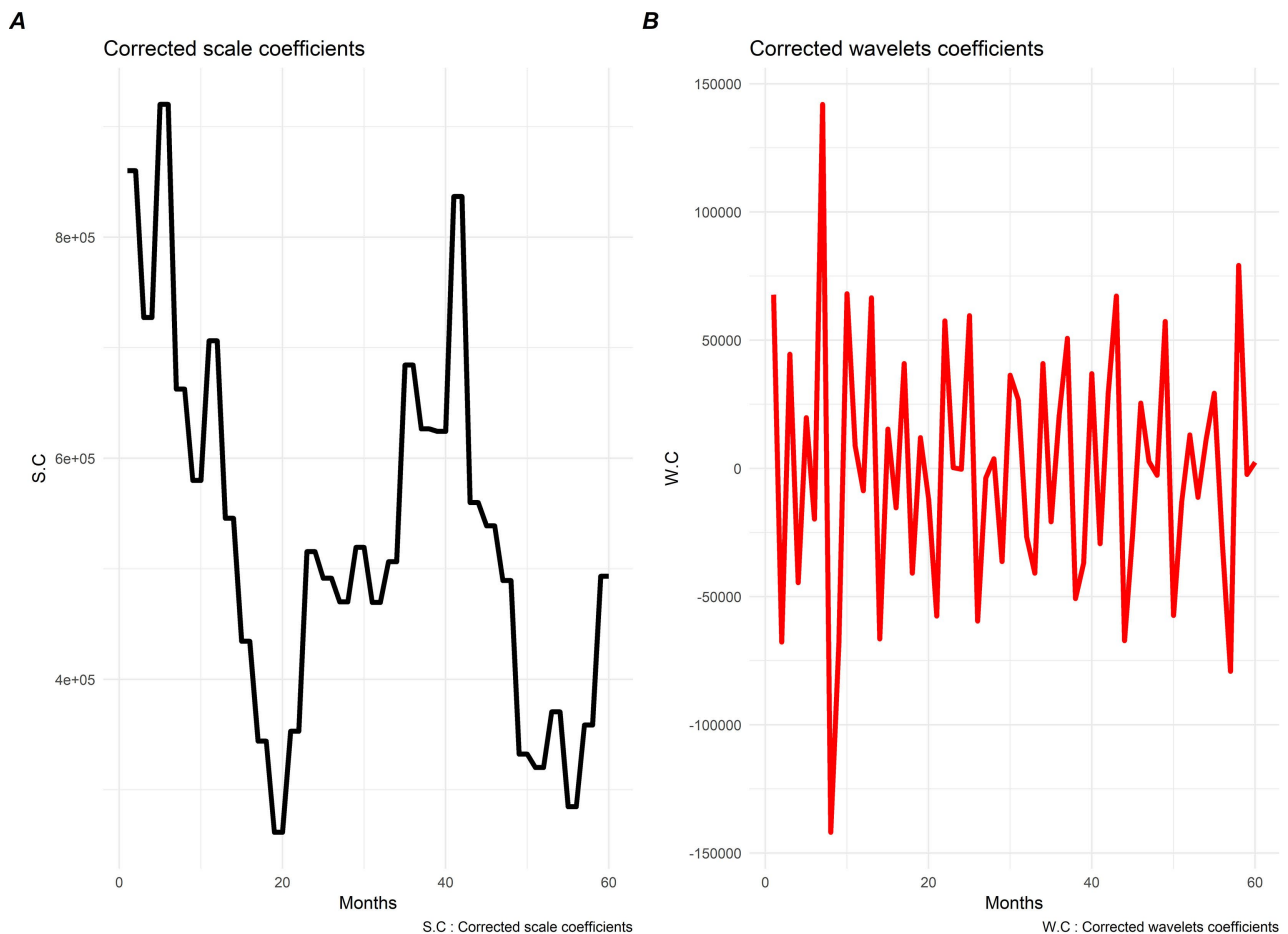 A
Corrected scale coefficients
8e+05
6e+05
4e+05
S.C
0 20 40 60
Months
S.C : Corrected scale coefficients
B
Corrected wavelets coefficients
150000
100000
50000
0
-50000
-100000
-150000
W.C
0 20 40 60
Months
W.C : Corrected wavelets coefficients